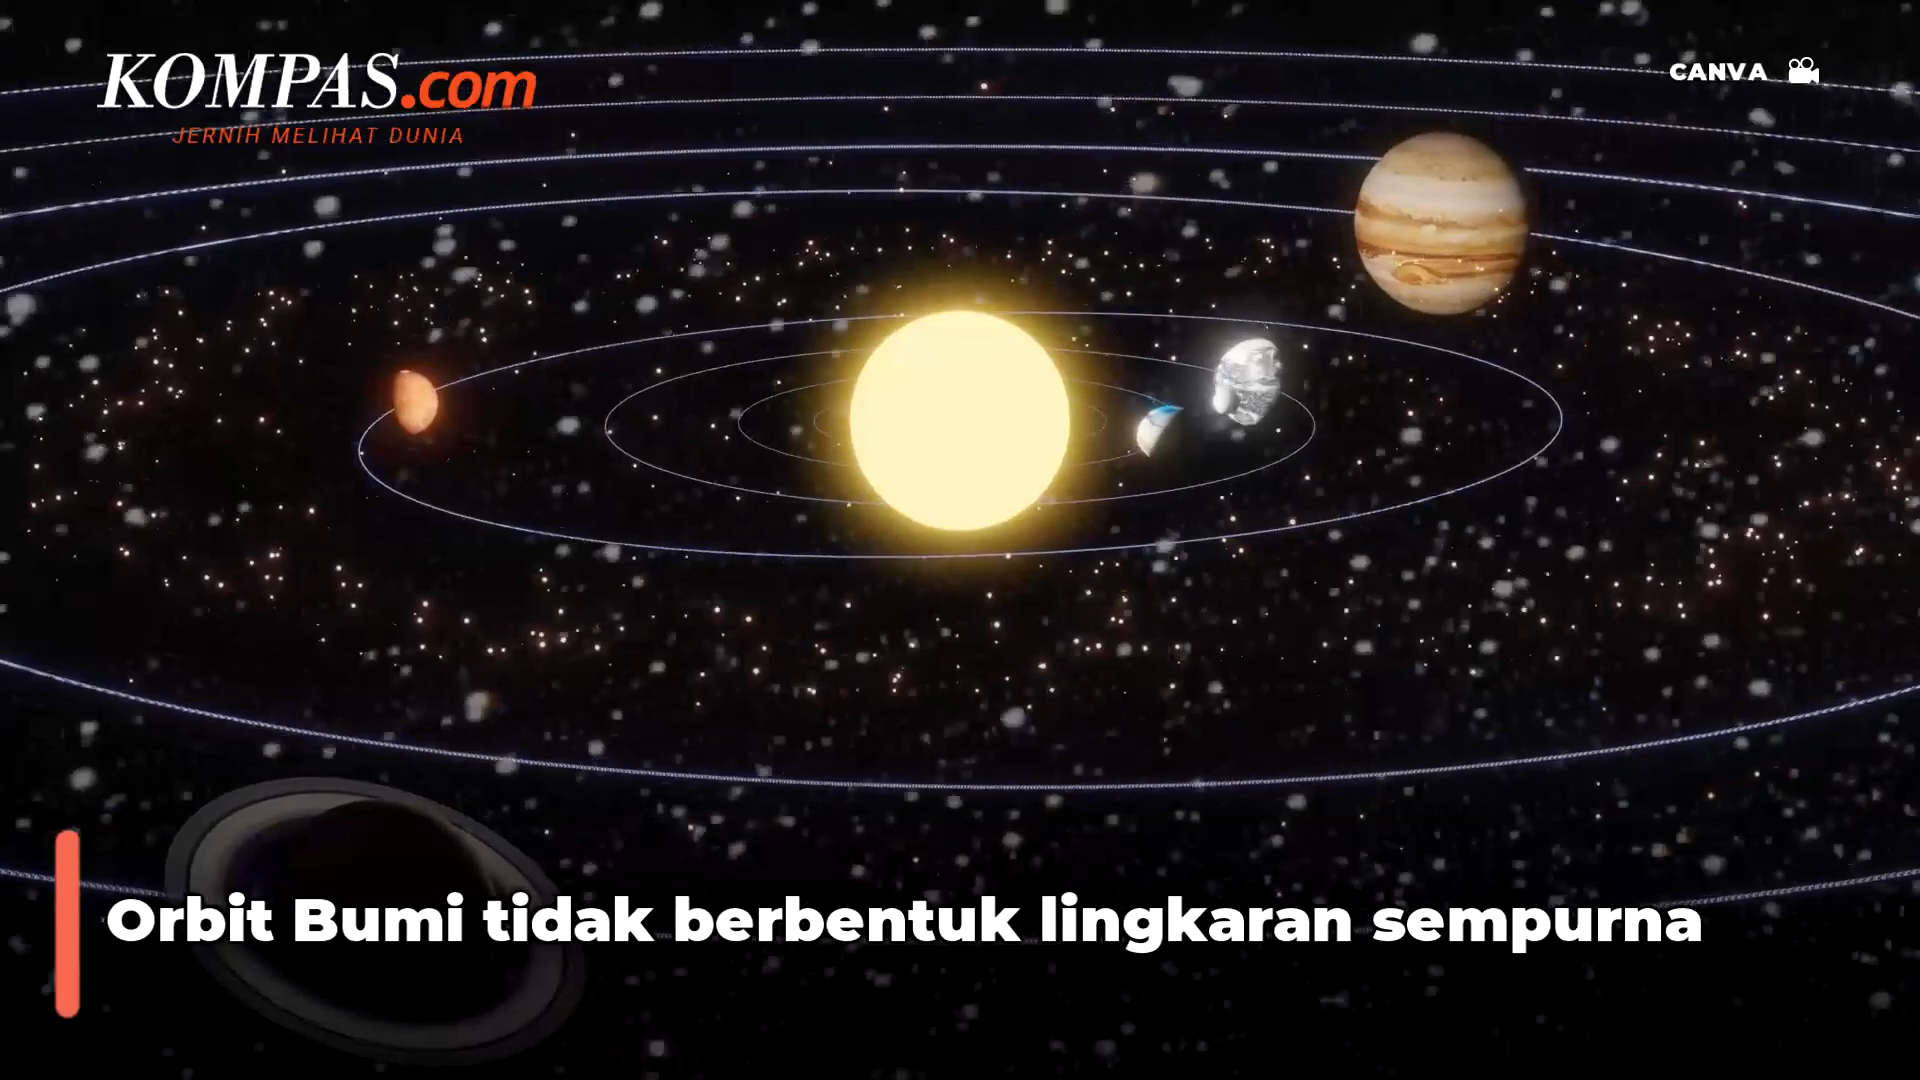 KOMPAS.com
JERNIH MELIHAT DUNIA
CANVA
Orbit Bumi tidak berbentuk lingkaran sempurna